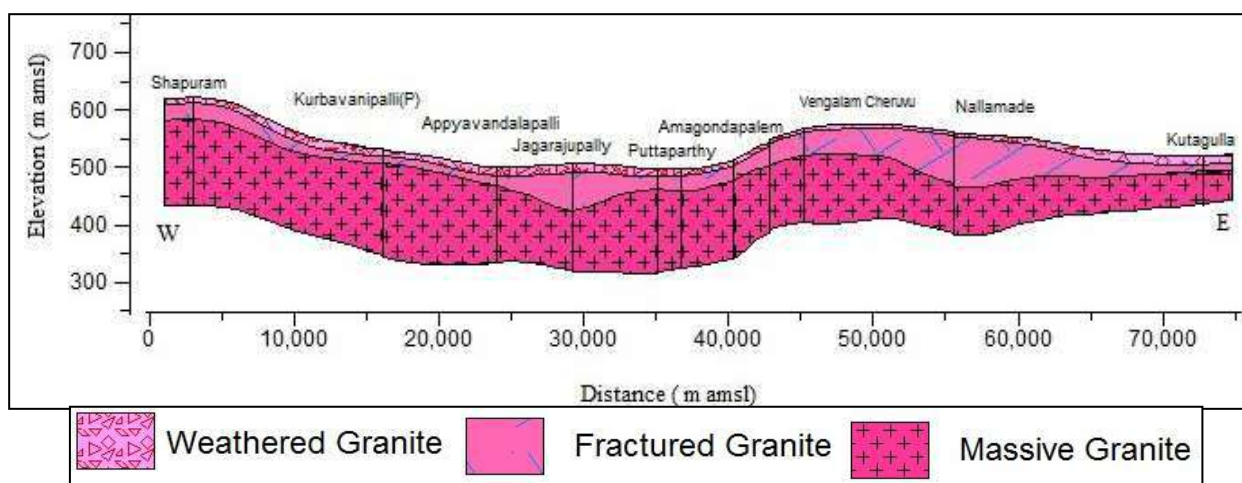 Elevation ( m amsl)
700
600
500
400
300
Shapuram
Kurbavanipalli(P)
Appyavandalapalli
Jagarajupally
Puttaparthy
Amagondapalem
Vengalam Cheruvu
Nallamade
Kutagulla
W
E
0
10,000
20,000
30,000
40,000
50,000
60,000
70,000
Distance ( m amsl)
Weathered Granite
Fractured Granite
Massive Granite